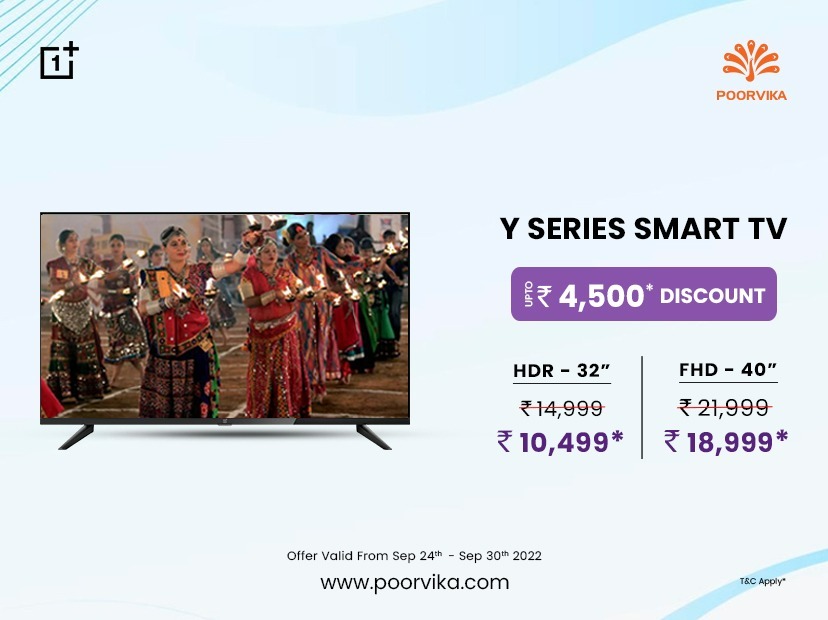 1+
POORVIKA
Y SERIES SMART TV
UPTO ₹ 4,500* DISCOUNT
HDR - 32”
₹ 14,999
₹ 10,499*
FHD - 40”
₹ 21,999
₹ 18,999*
Offer Valid From Sep 24th - Sep 30th 2022
www.poorvika.com
T&C Apply*